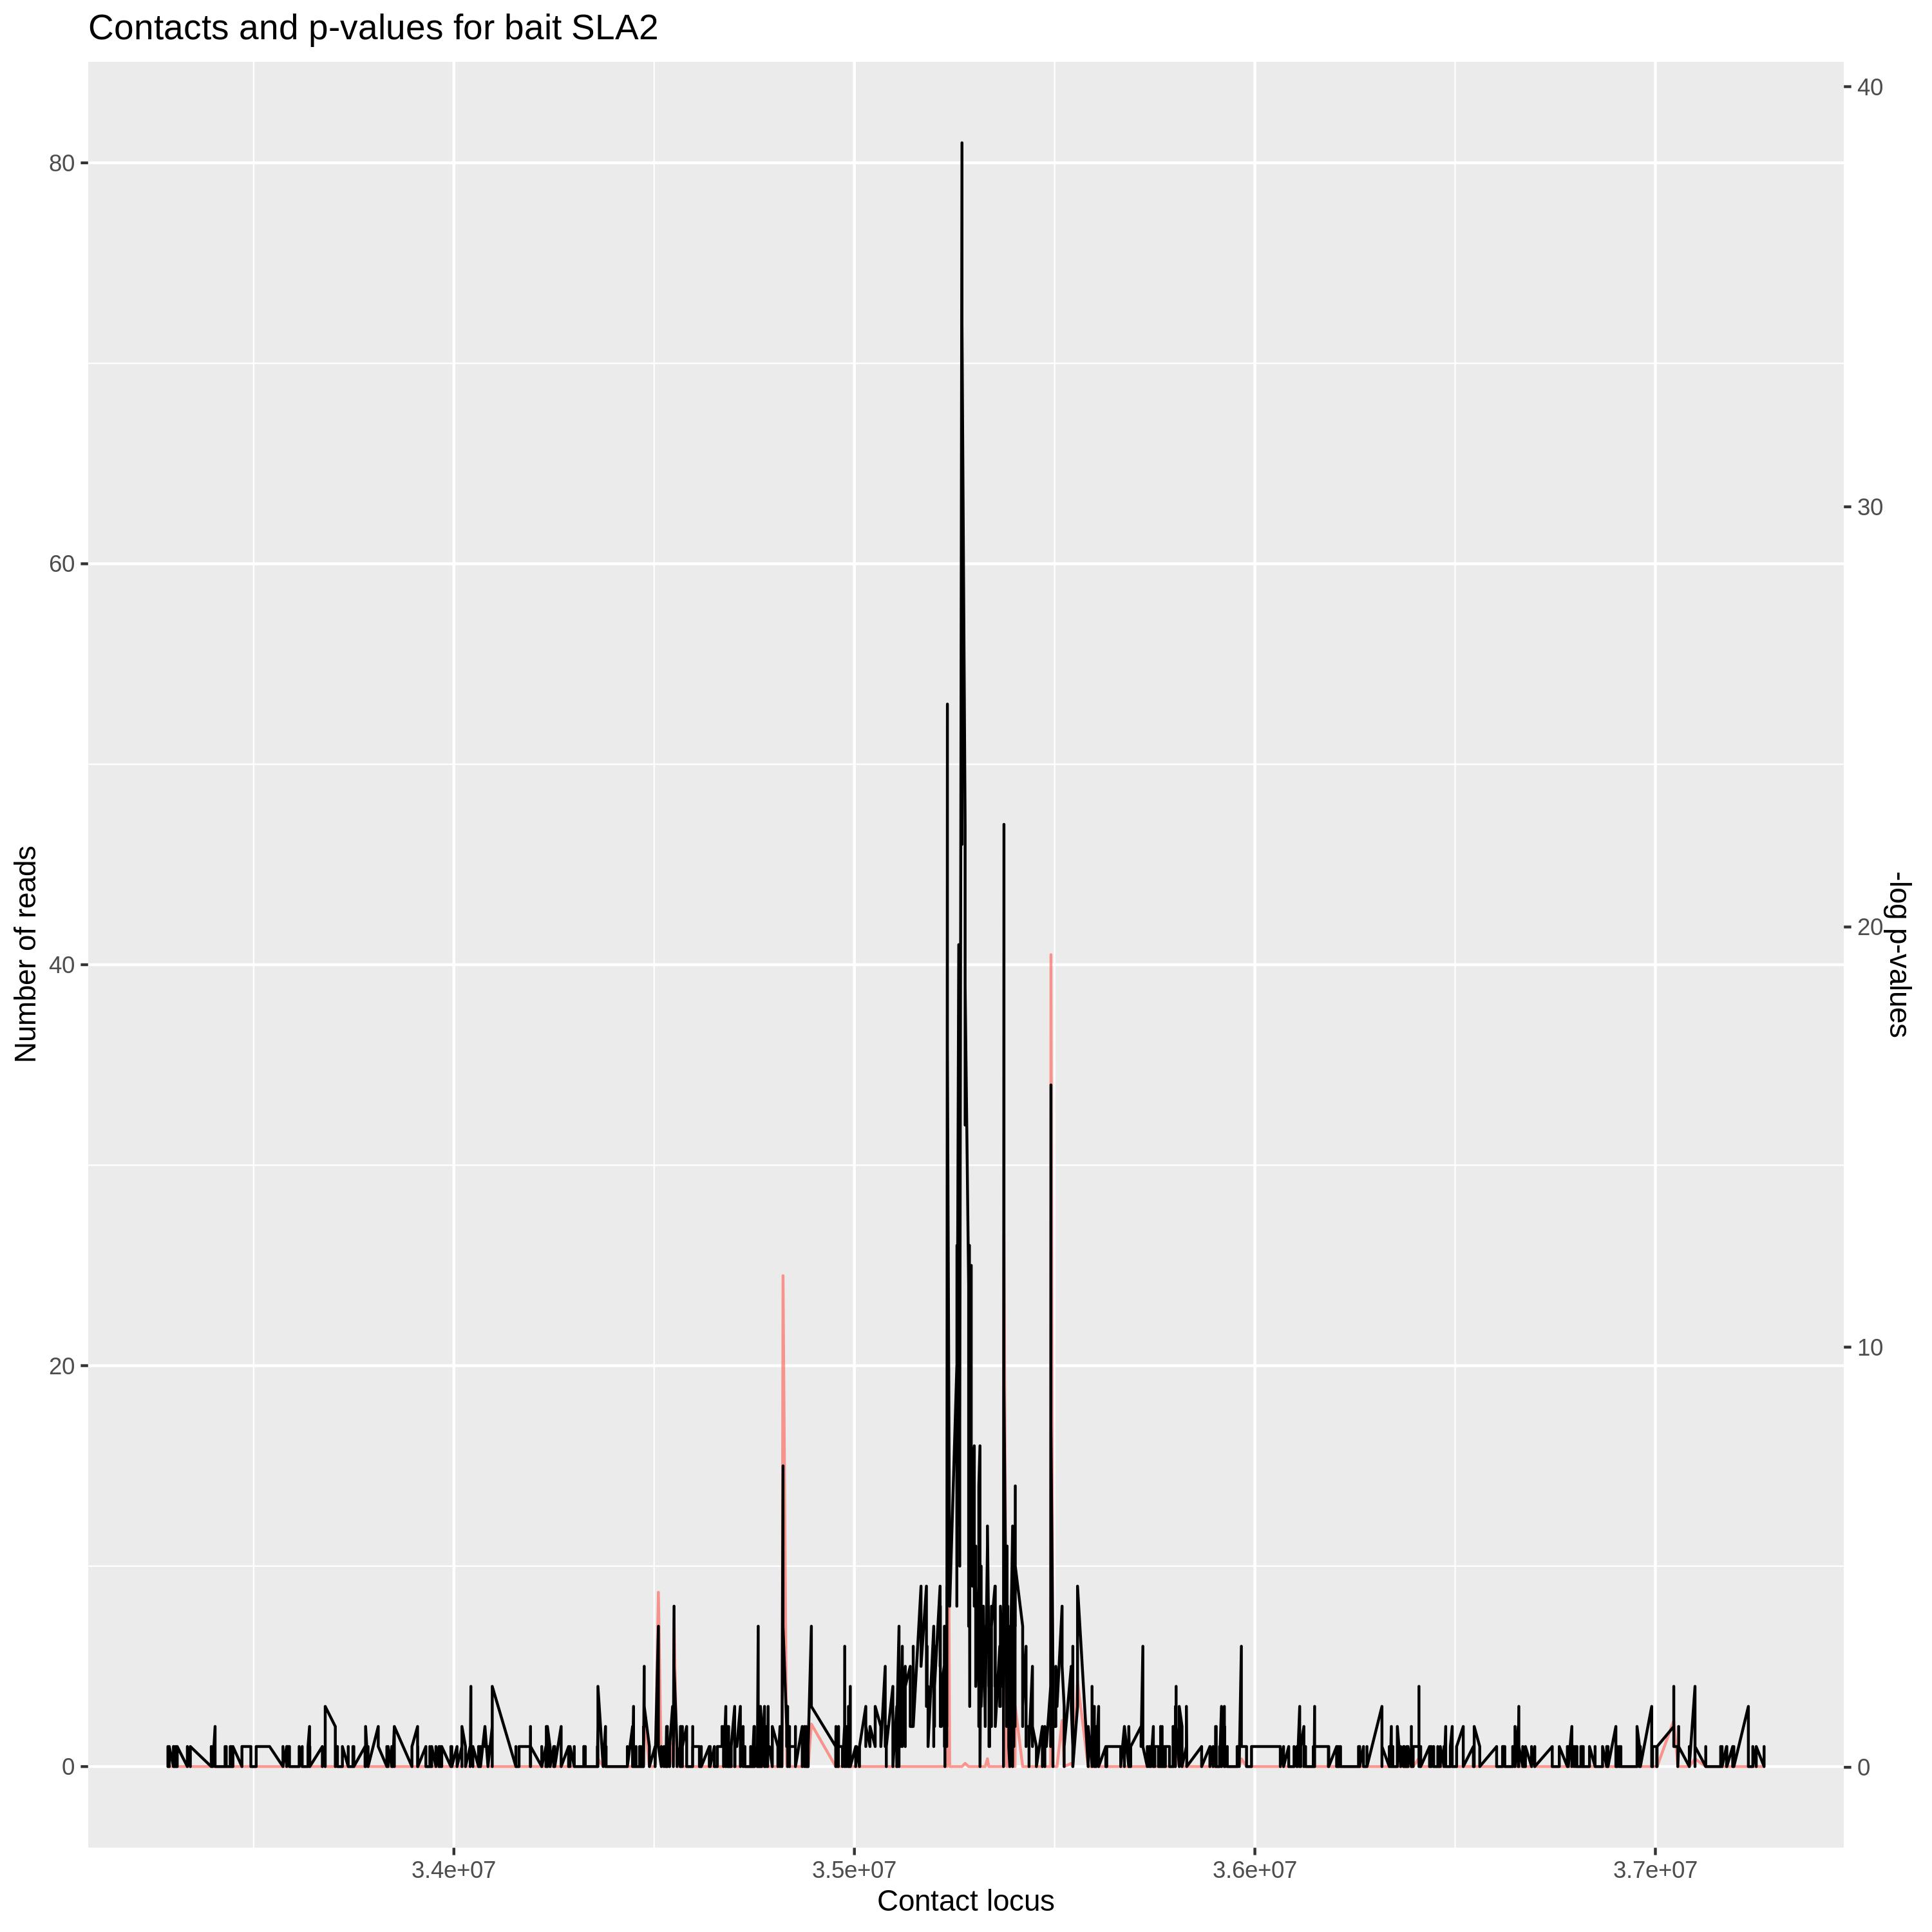 Contacts and p-values for bait SLA2
80
60
40
20
0
Number of reads
40
30
20
10
0
-log p-values
3.4e+07
3.5e+07
3.6e+07
3.7e+07
Contact locus